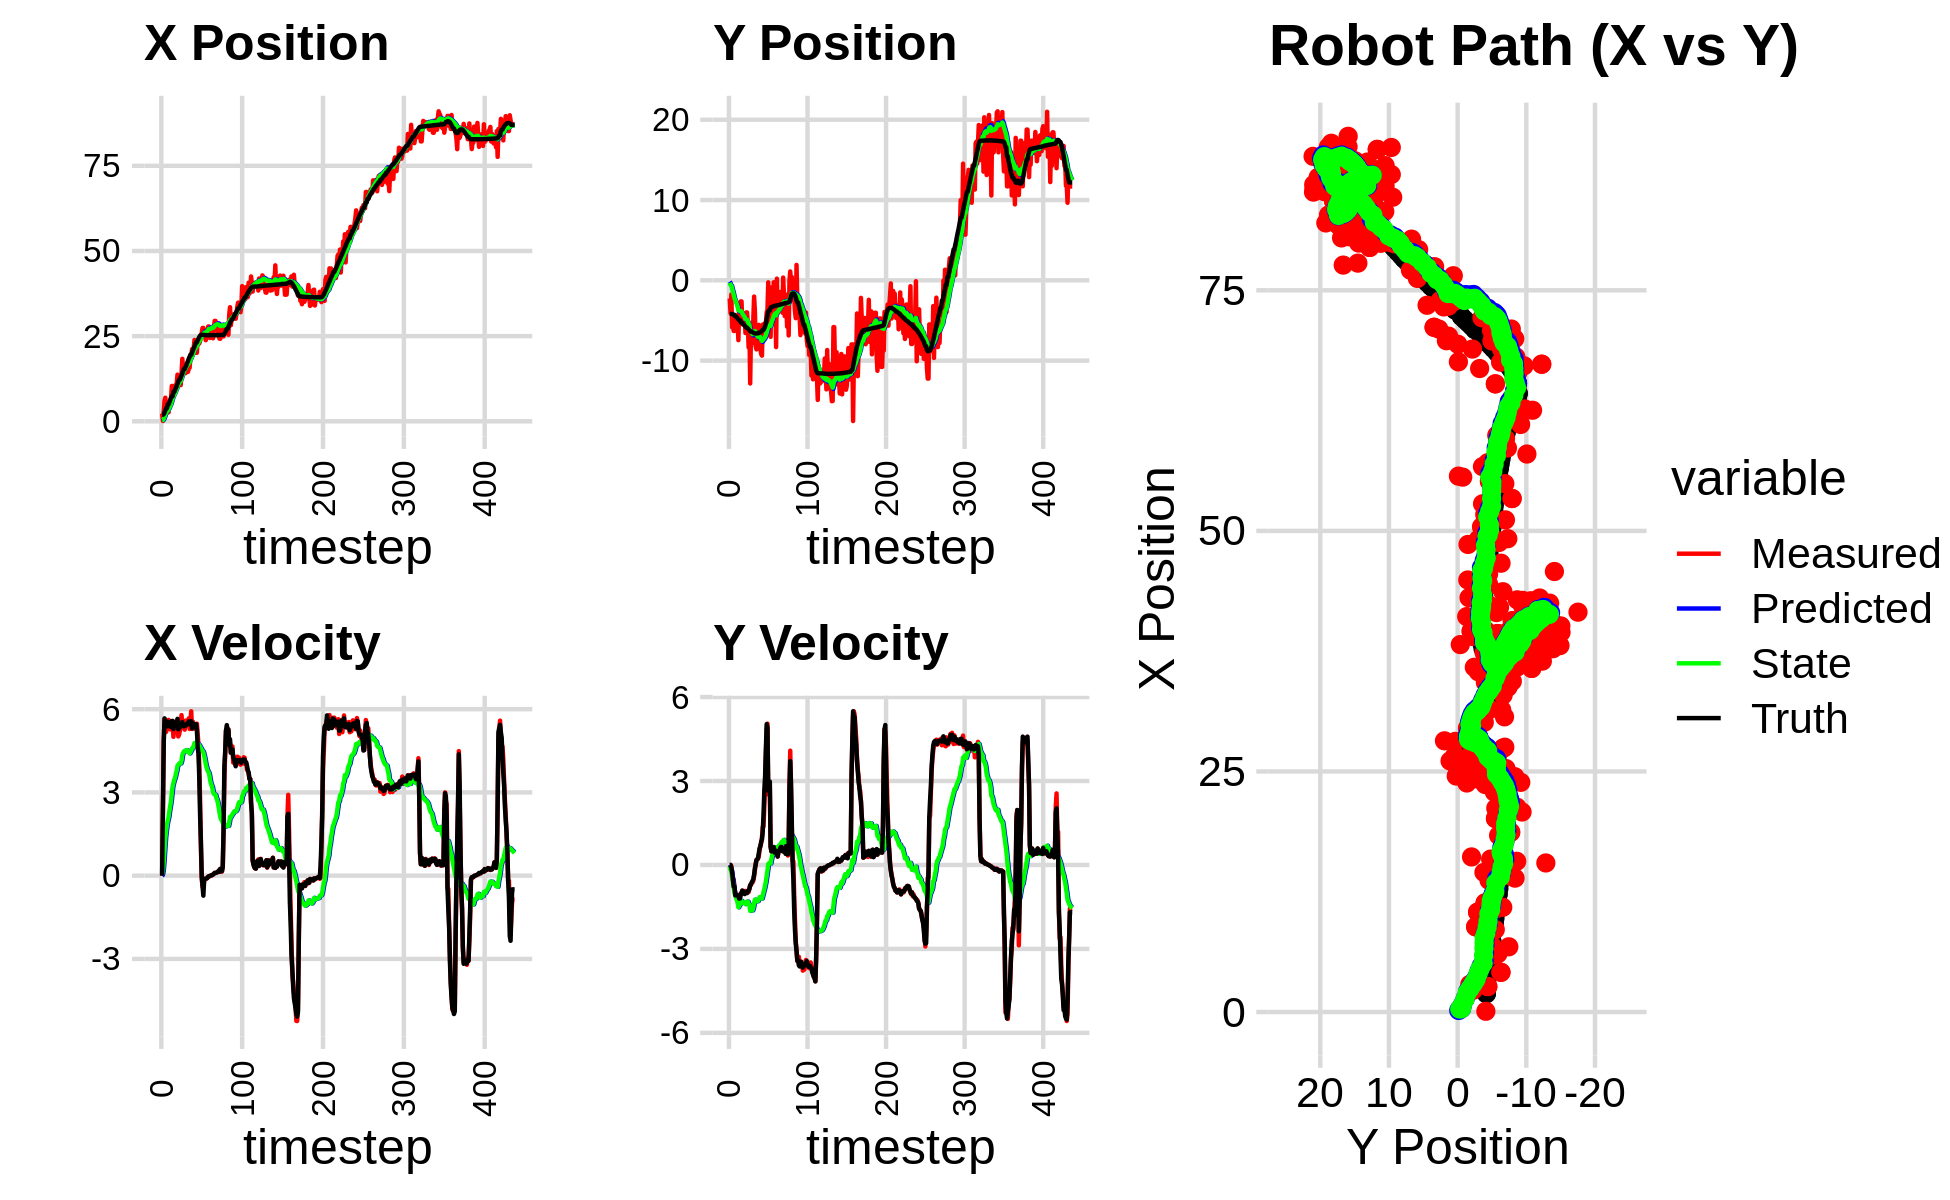 X Position
75
50
25
0
0
100
200
300
400
timestep
Y Position
20
10
0
-10
0
100
200
300
400
timestep
X Velocity
6
3
0
-3
0
100
200
300
400
timestep
Y Velocity
6
3
0
-3
-6
0
100
200
300
400
timestep
Robot Path (X vs Y)
X Position
75
50
25
0
20 10 0 -10 -20
Y Position
variable
Measured
Predicted
State
Truth